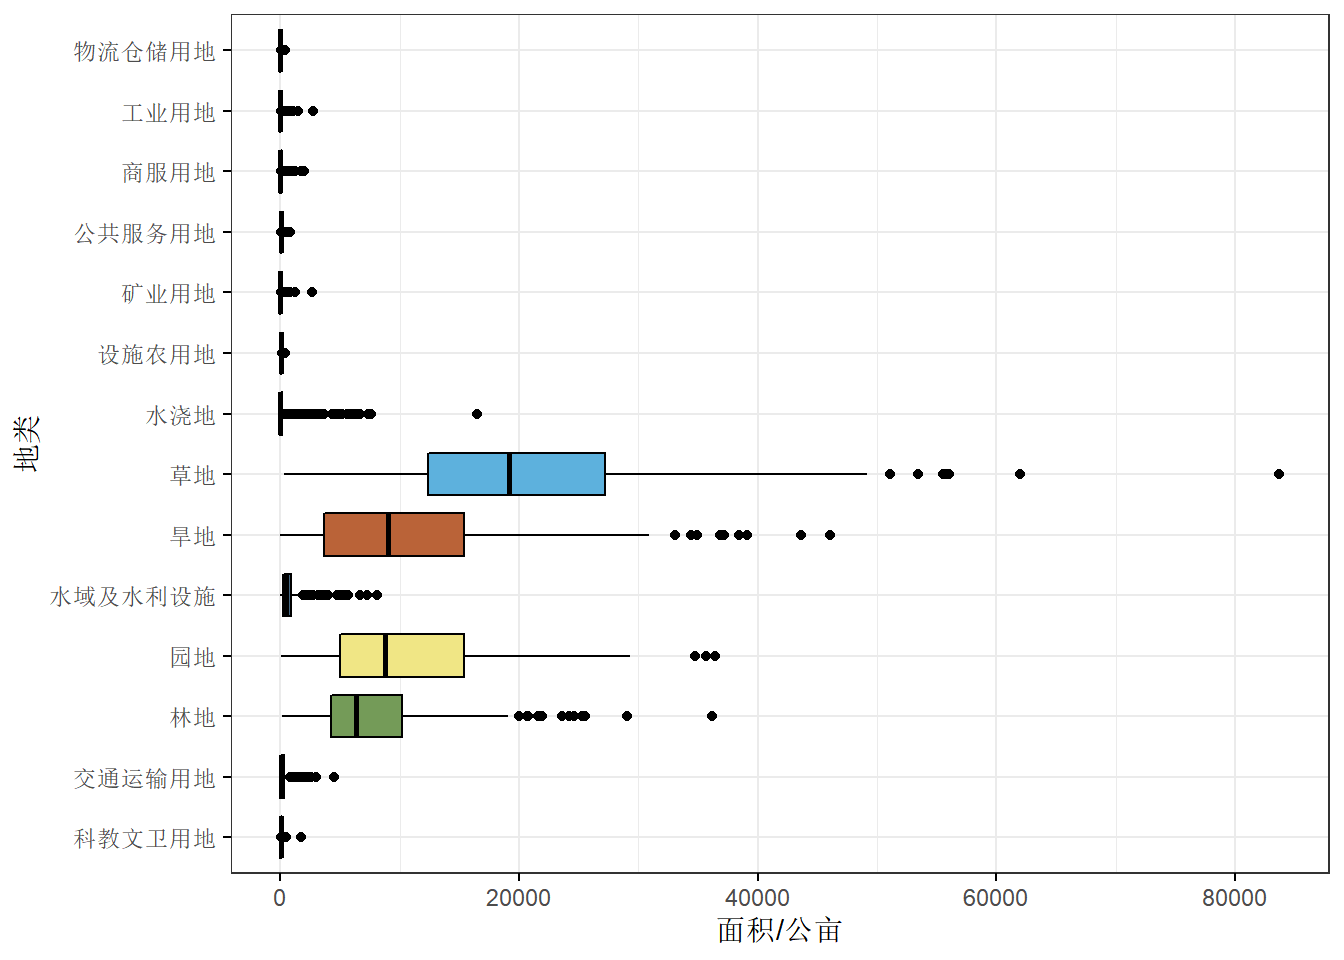 物流仓储用地
工业用地
商服用地
公共服务用地
矿业用地
设施农用地
水浇地
草地
旱地
水域及水利设施
园地
林地
交通运输用地
科教文卫用地
地类
0 20000 40000 60000 80000
面积/公亩